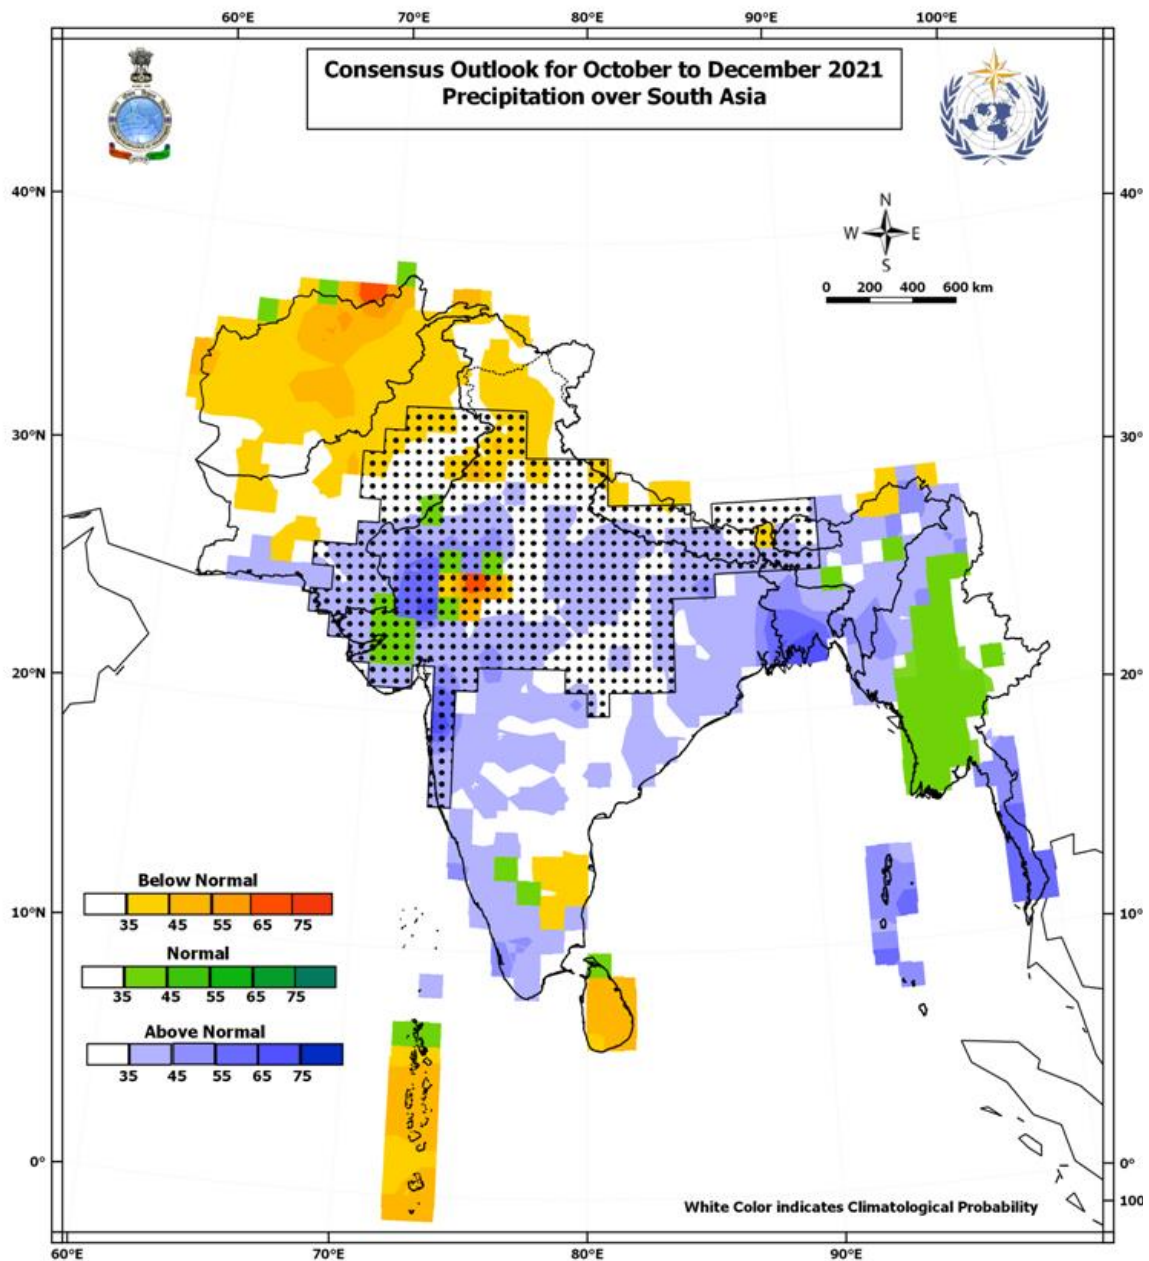 60°E 70°E 80°E 90°E 100°E
Consensus Outlook for October to December 2021
Precipitation over South Asia
40°N 40°
N
W E
S
0 200 400 600 km
30°N 30°
20°N 20°
Below Normal
35 45 55 65 75
10°N 10°
Normal
35 45 55 65 75
Above Normal
35 45 55 65 75
0° 0°
White Color indicates Climatological Probability
100
60°E 70°E 80°E 90°E